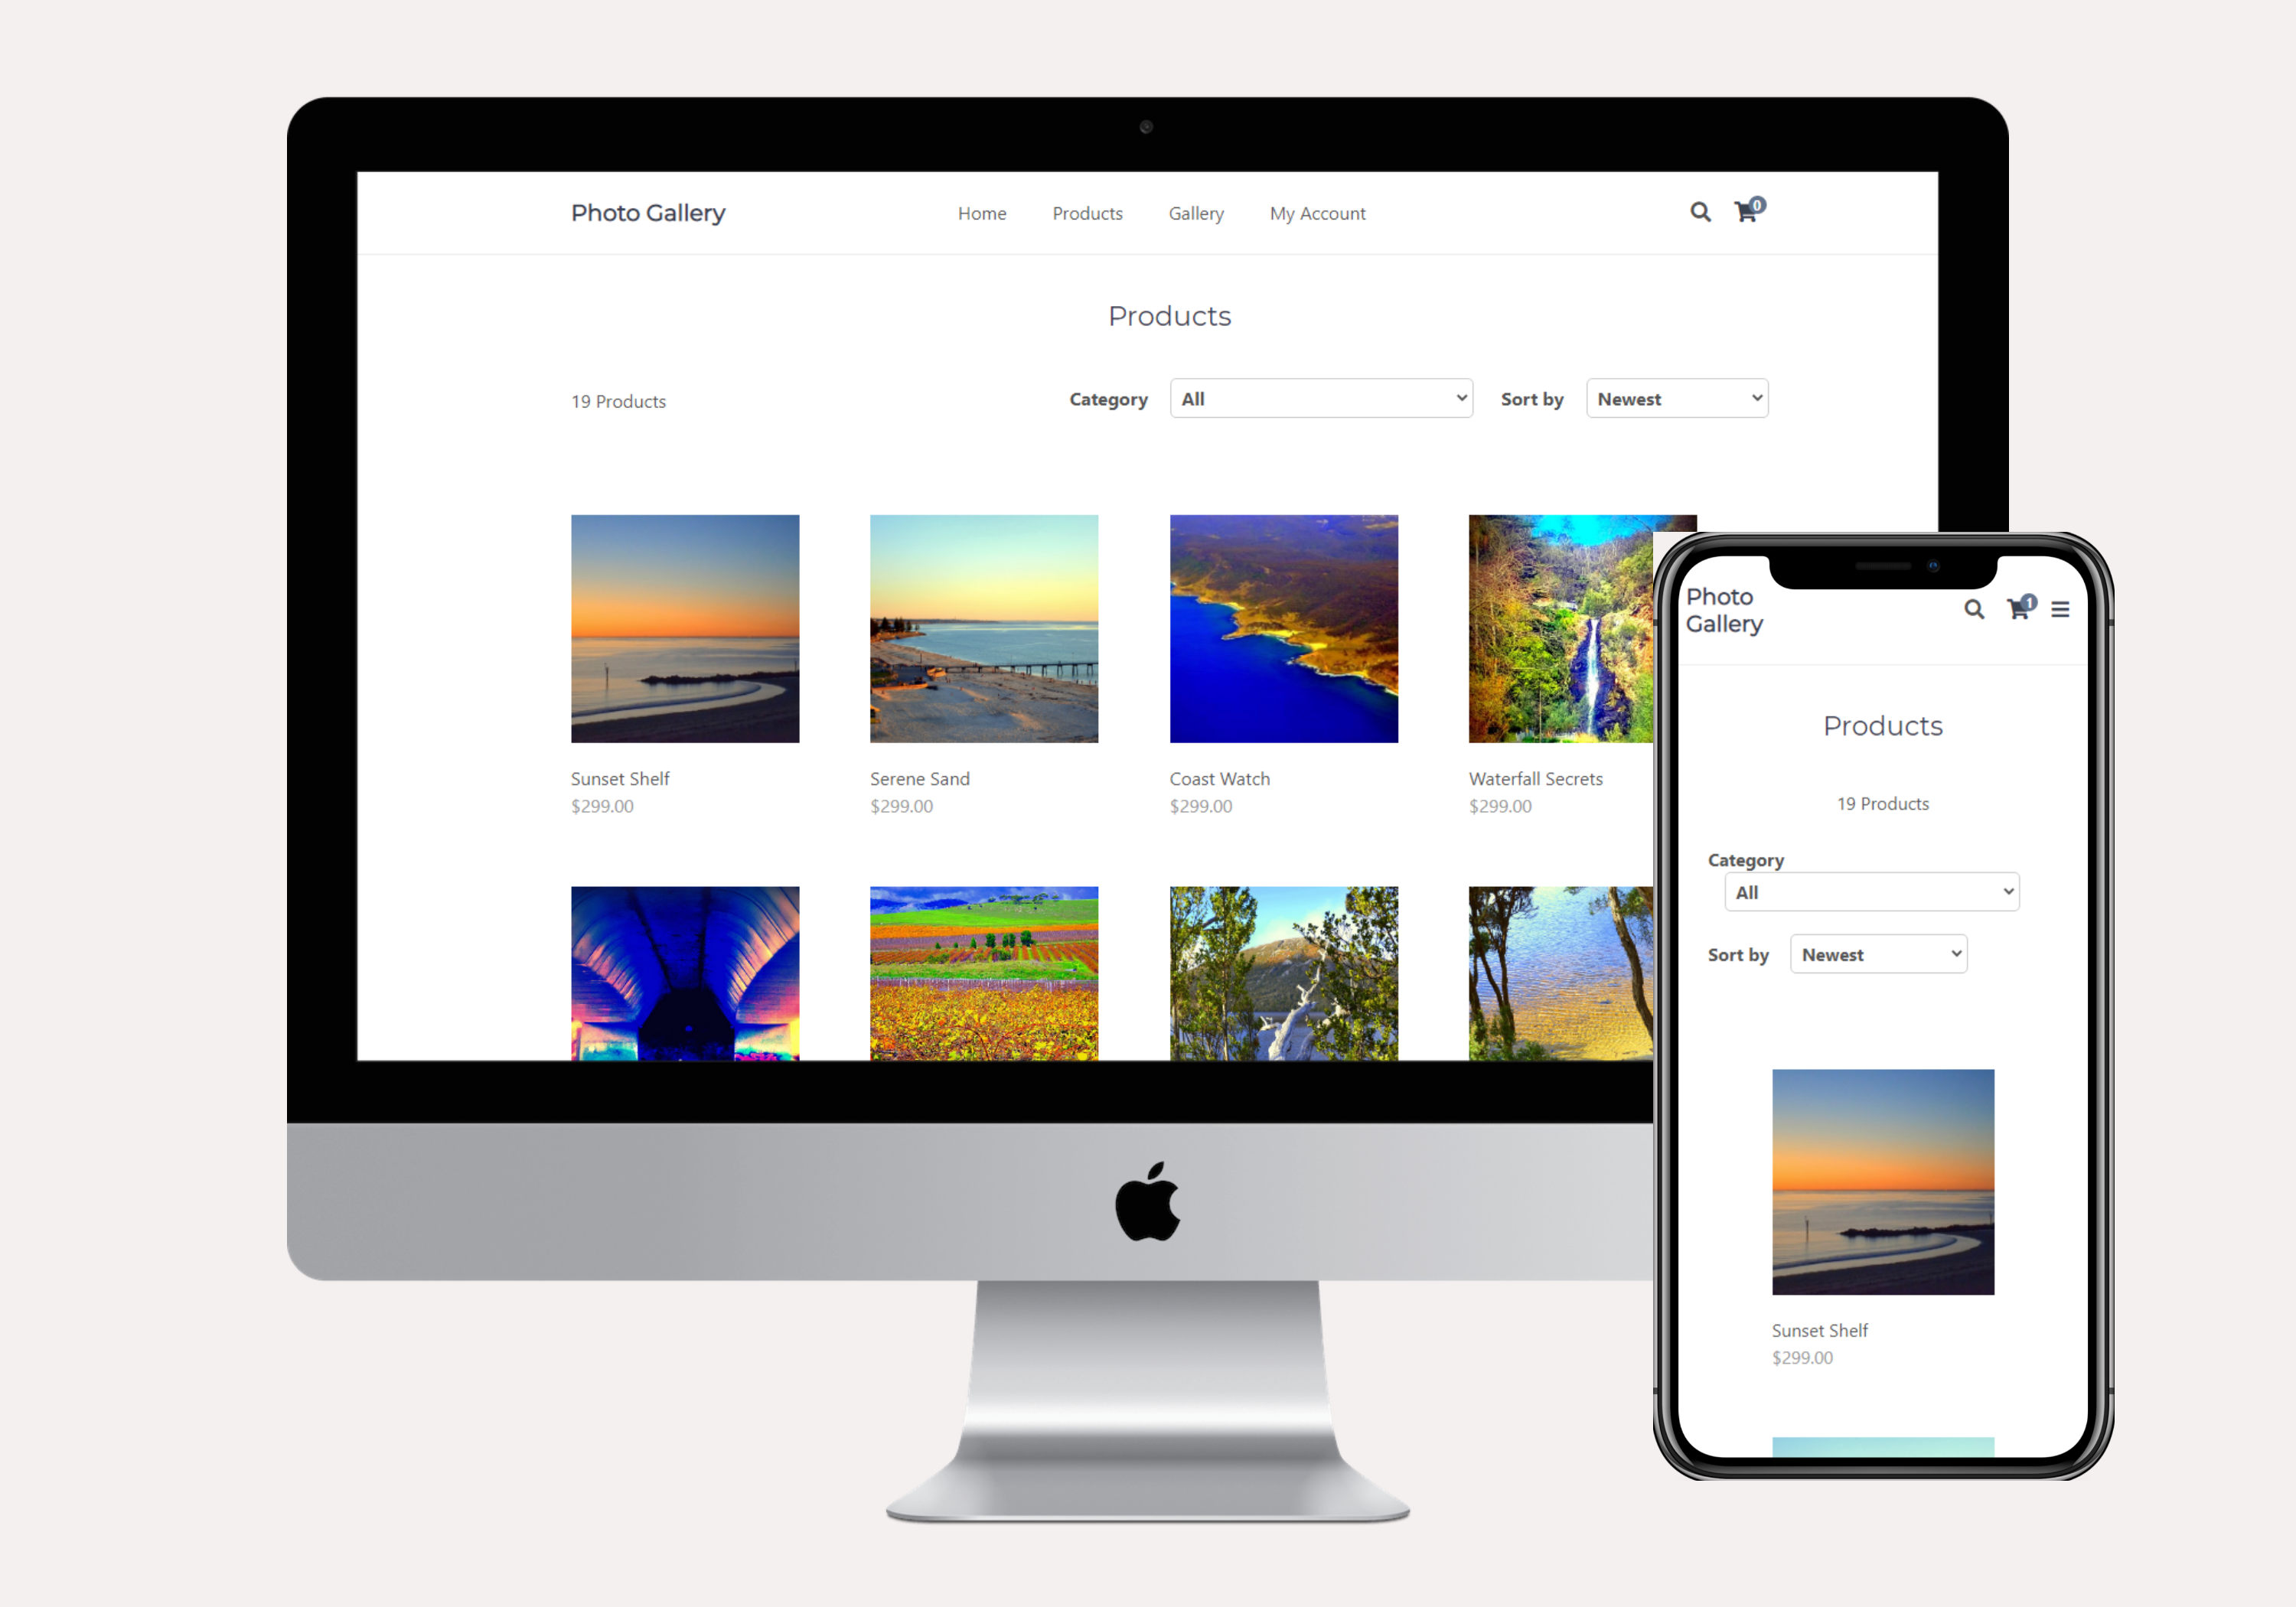 Photo Gallery Home Products Gallery My Account 0
Products
19 Products Category All Sort by Newest
Sunset Shelf Serene Sand Coast Watch Waterfall Secrets
$299.00 $299.00 $299.00 $299.00
Photo
Gallery 1
Products
19 Products
Category
All
Sort by Newest
Sunset Shelf
$299.00